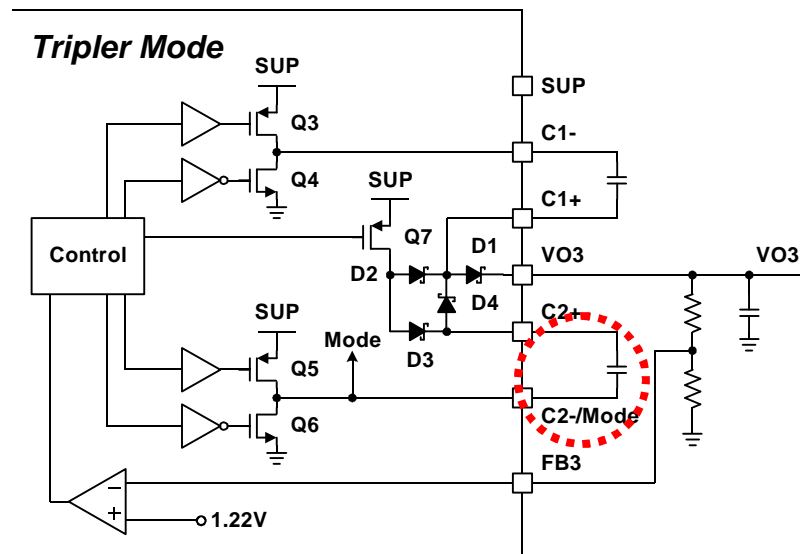 Tripler Mode
SUP
SUP
Q3
C1-
Q4
SUP
C1+
Control
Q7
D1
VO3
VO3
D2
D4
SUP
C2+
Mode
D3
Q5
C2-/Mode
Q6
FB3
−
+
1.22V